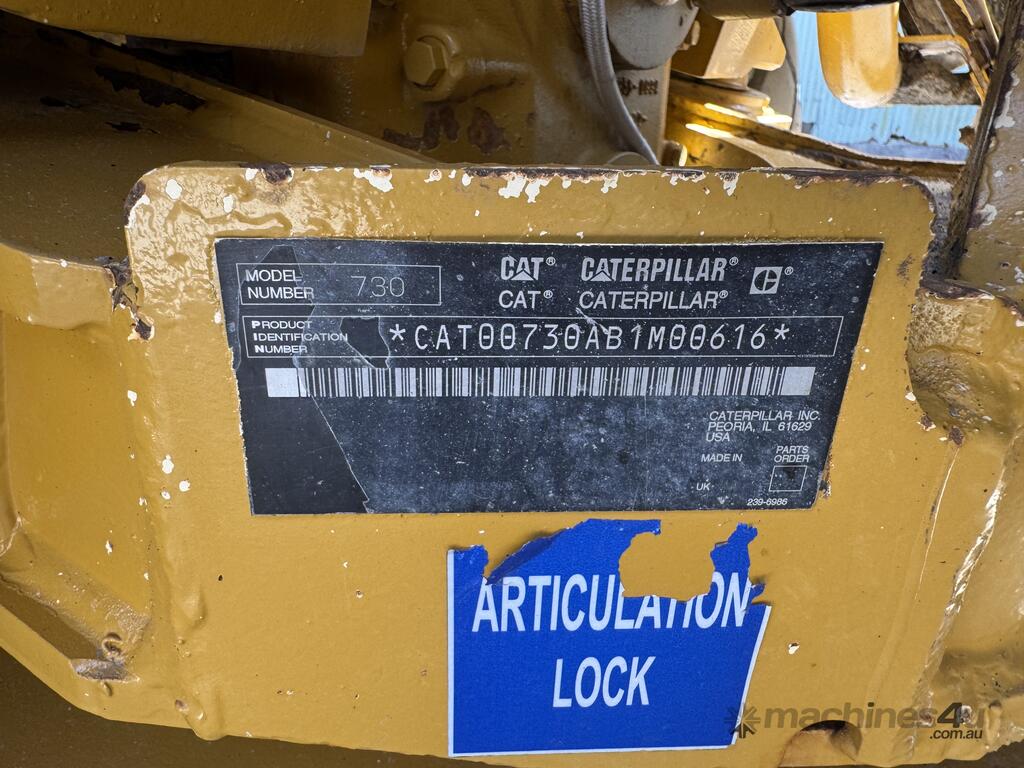 MODEL
NUMBER 730
CAT® CATERPILLAR®
CAT® CATERPILLAR®
PRODUCT
IDENTIFICATION
NUMBER
*CAT00730AB1M00616*
CATERPILLAR INC
PEORIA, IL 61629
USA
MADE IN
PARTS
ORDER
UK
239-6986
ARTICULATION
LOCK
machines4u
.com.au